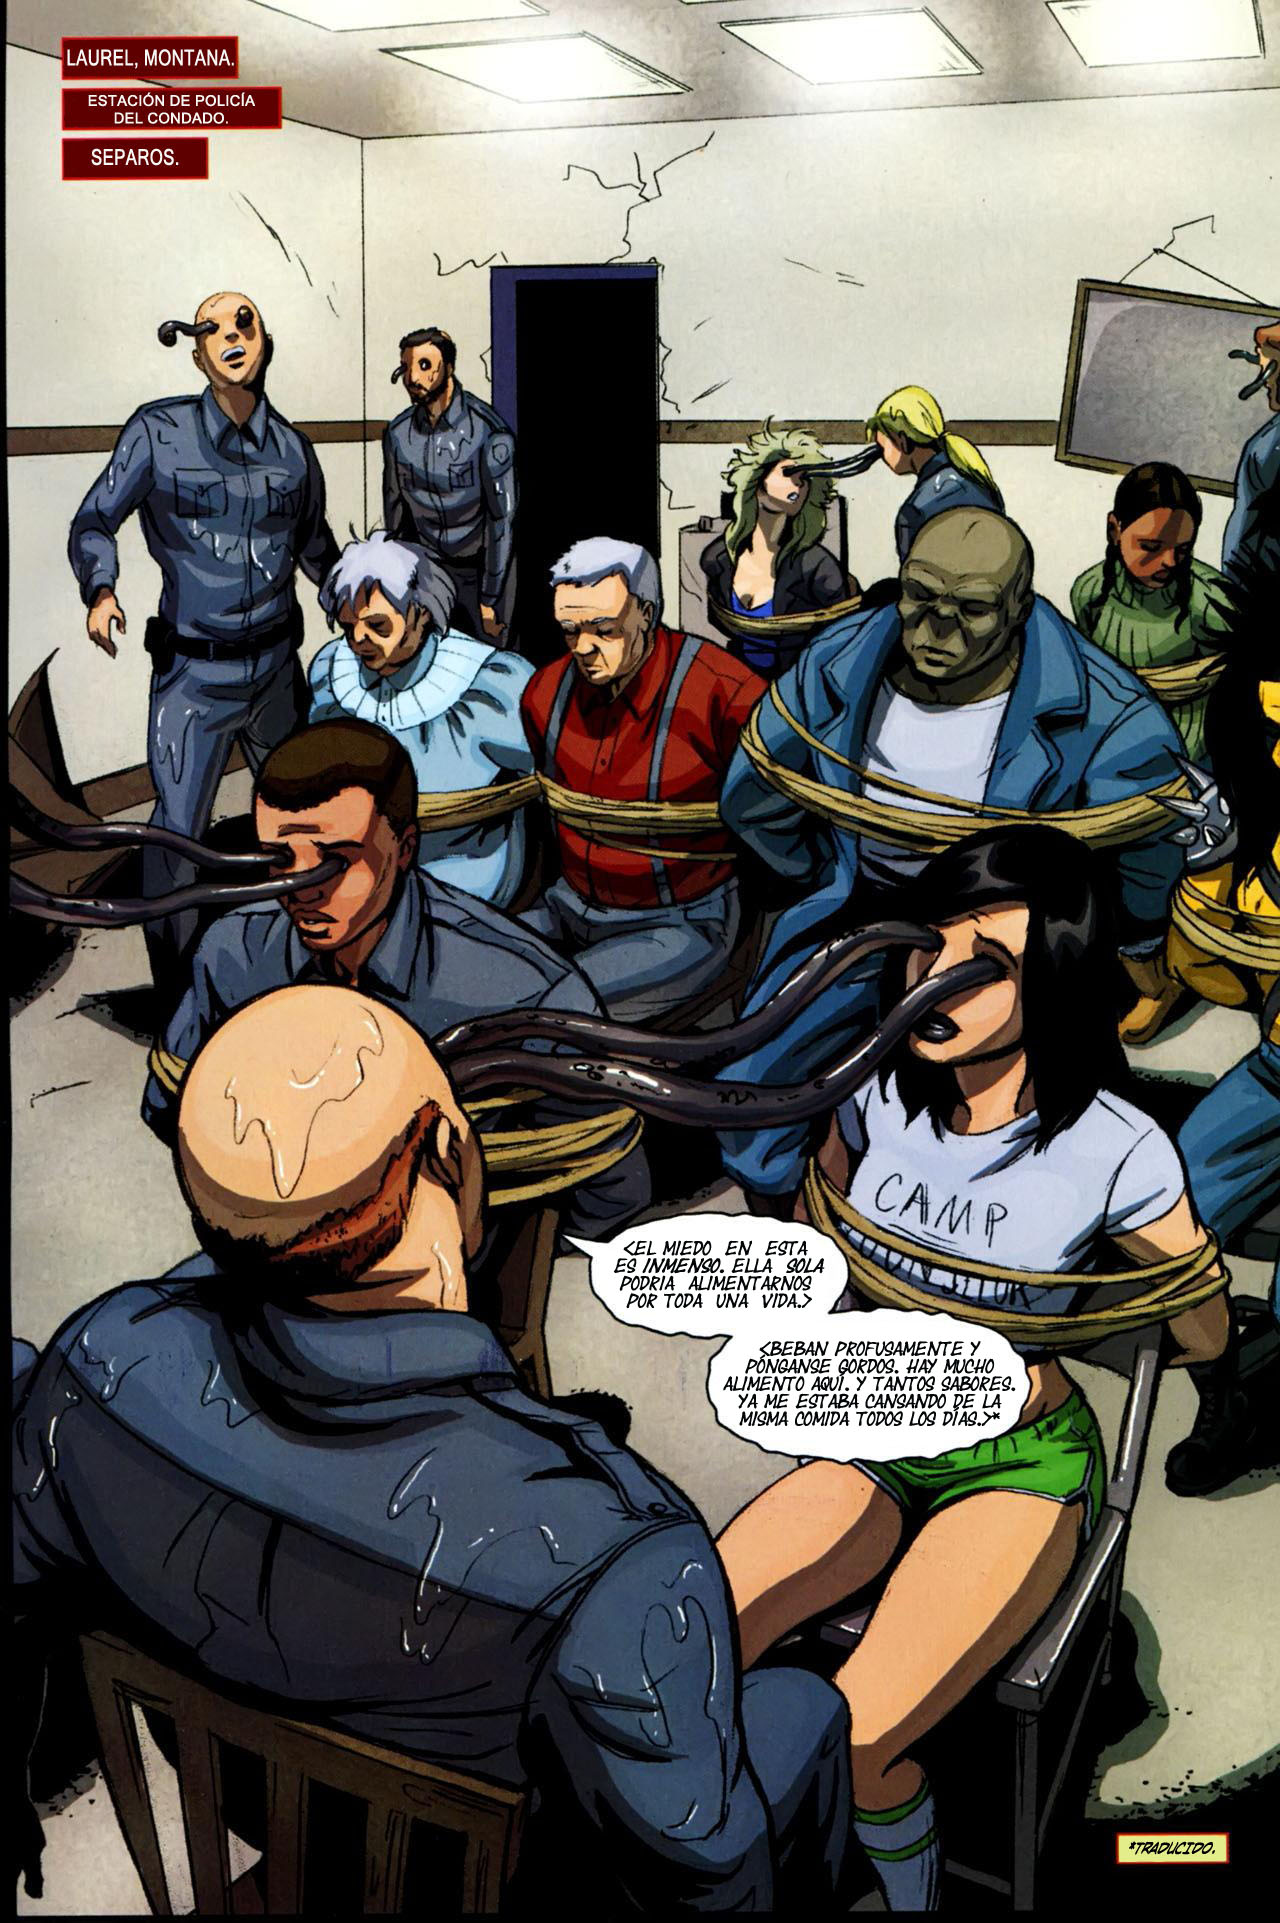 LAUREL, MONTANA.
ESTACIÓN DE POLICÍA
DEL CONDADO.
SEPAROS.
CAMP
<EL MIEDO EN ESTA
ES INMENSO. ELLA SOLA
PODRIA ALIMENTARNOS
POR TODA UNA VIDA.>
<BEBAN PROFUSAMENTE Y
PÓNGANSE GORDOS. HAY MUCHO
ALIMENTO AQUÍ. Y TANTOS SABORES.
YA ME ESTABA CANSANDO DE LA
MISMA COMIDA TODOS LOS DÍAS.>*
*TRADUCIDO.